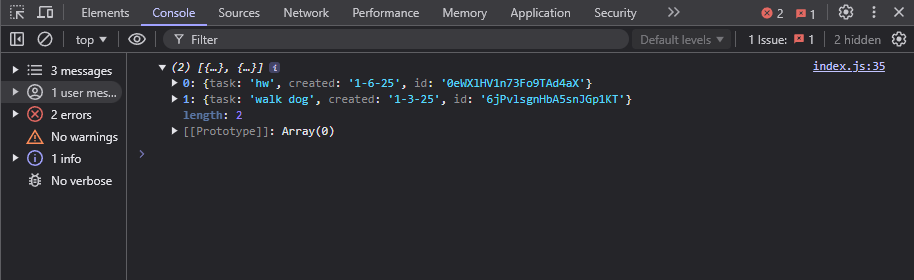 Elements Console Sources Network Performance Memory Application Security 2 1
top Filter Default levels 1 Issue: 1 2 hidden
3 messages
1 user mes...
2 errors
No warnings
1 info
No verbose
(2) [{…}, {…}] i index.js:35
0: {task: 'hw', created: '1-6-25', id: '0eWXlHV1n73Fo9TAd4aX'}
1: {task: 'walk dog', created: '1-3-25', id: '6jPvlsgnHbA5snJGp1KT'}
length: 2
[[Prototype]]: Array(0)